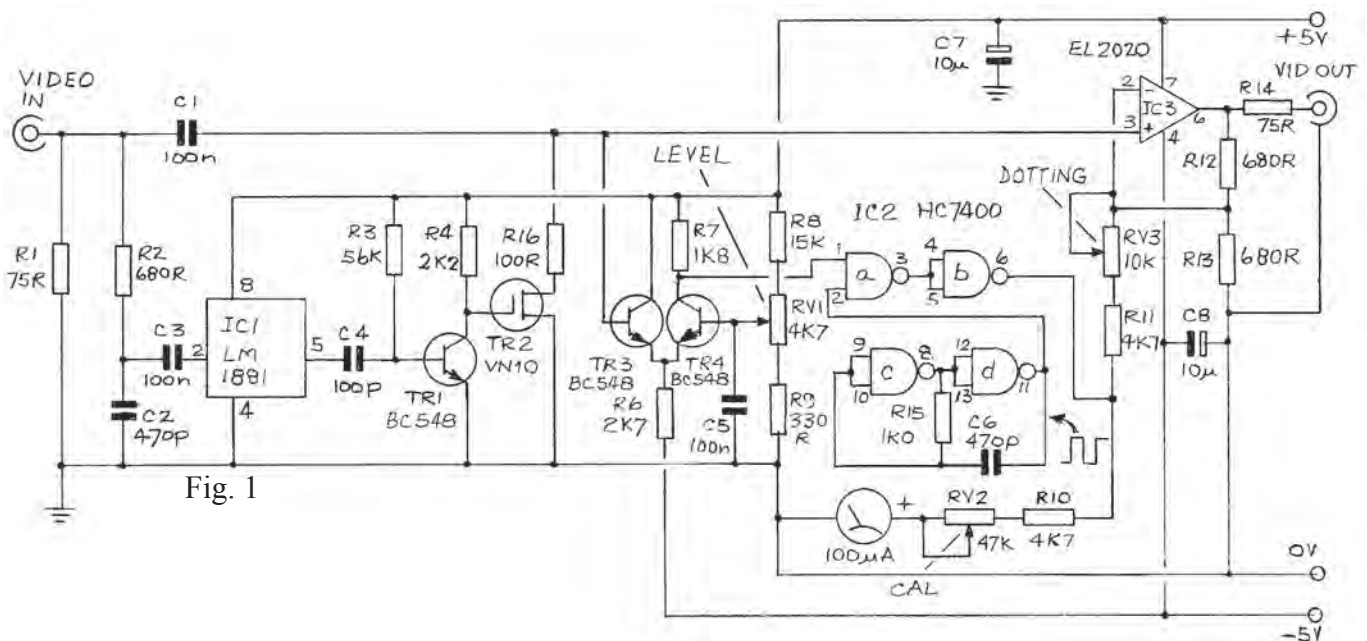 VIDEO
IN
C1
100n
R1
75R
R2
680R
C3
100n
C2
470p
8
IC1
LM
1881
2
5
4
C4
100p
R3
56K
R4
2K2
TR1
BC548
R16
100R
TR2
VN10
LEVEL
TR3
BC548
R6
2K7
R7
1K8
TR4
BC548
C5
100n
R8
15K
RV1
4K7
R9
330
R
C7
10µ
IC2 HC7400
1
2
a
3
4
5
b
6
9
10
c
8
12
13
d
11
R15
1K0
C6
470p
100µA
+
RV2
47K
CAL
R10
4K7
EL2020
2
-
3
+
IC3
7
6
4
DOTTING
RV3
10K
R11
4K7
R12
680R
R13
680R
C8
10µ
R14
75R
VID OUT
+5V
0V
-5V
Fig. 1